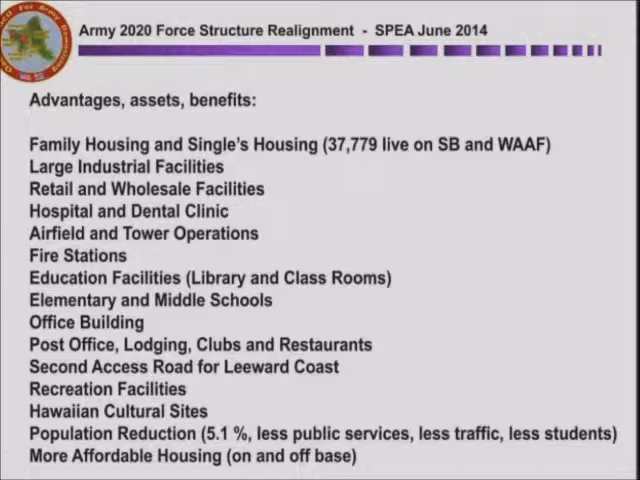 Army 2020 Force Structure Realignment - SPEA June 2014
Advantages, assets, benefits:
Family Housing and Single's Housing (37,779 live on SB and WAAF)
Large Industrial Facilities
Retail and Wholesale Facilities
Hospital and Dental Clinic
Airfield and Tower Operations
Fire Stations
Education Facilities (Library and Class Rooms)
Elementary and Middle Schools
Office Building
Post Office, Lodging, Clubs and Restaurants
Second Access Road for Leeward Coast
Recreation Facilities
Hawaiian Cultural Sites
Population Reduction (5.1 %, less public services, less traffic, less students)
More Affordable Housing (on and off base)